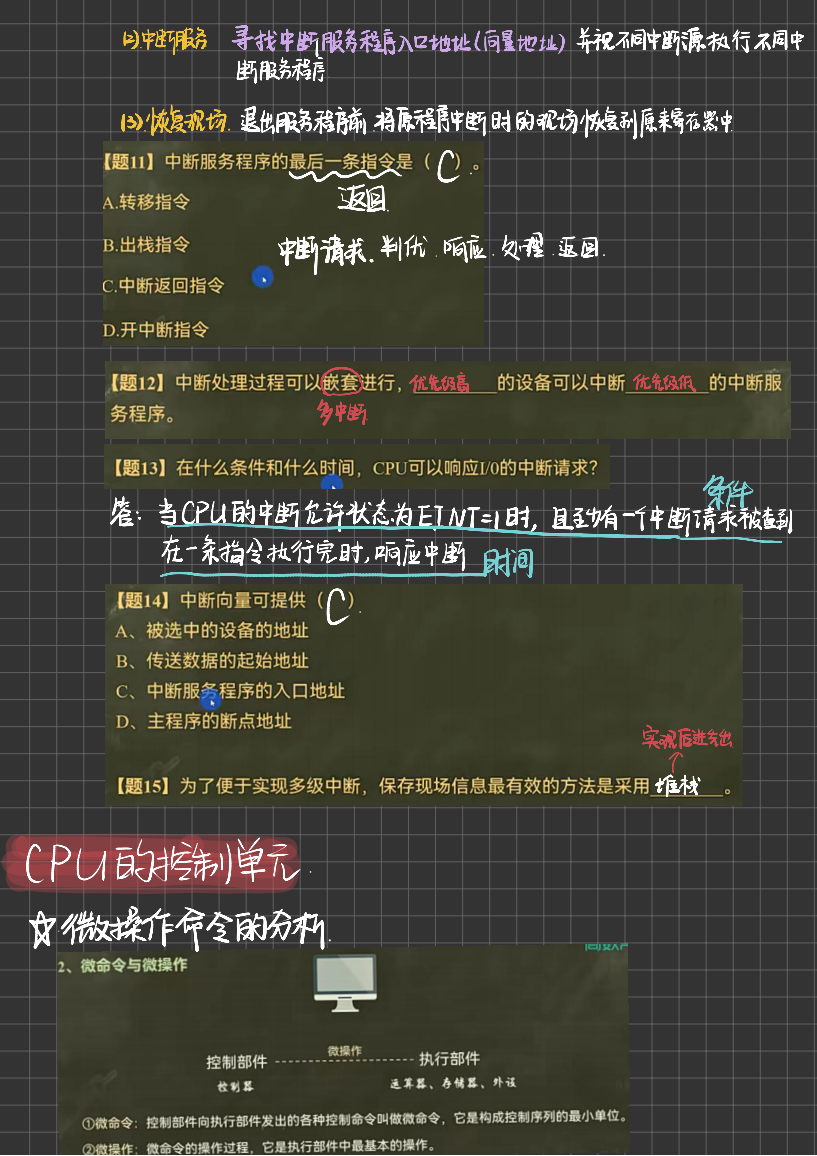 (2)中断服务 寻找中断服务程序入口地址(向量地址) 并视不同中断源执行不同中
断服务程序
(3)恢复现场. 退出服务程序前,将原程序中断时的现场恢复到原来寄存器中.
【题11】中断服务程序的最后一条指令是（ C ）。
返回.
A.转移指令
B.出栈指令
中断请求、判优、响应、处理、返回.
C.中断返回指令
D.开中断指令
【题12】中断处理过程可以嵌套进行，优先级高的设备可以中断优先级低的中断服
多中断
务程序。
【题13】在什么条件和什么时间，CPU可以响应I/0的中断请求？
条件
答：当CPU的中断允许状态为EINT=1时，且至少有一个中断请求被查到
在一条指令执行完时，响应中断 时间
【题14】中断向量可提供（ C ）.
A、被选中的设备的地址
B、传送数据的起始地址
C、中断服务程序的入口地址
D、主程序的断点地址
实现后进先出
【题15】为了便于实现多级中断，保存现场信息最有效的方法是采用堆栈。
CPU的控制单元.
☆微操作命令的分析.
2、微命令与微操作
微操作
控制部件 执行部件
控制器 运算器、存储器、外设
①微命令：控制部件向执行部件发出的各种控制命令叫做微命令，它是构成控制序列的最小单位。
②微操作：微命令的操作过程，它是执行部件中最基本的操作。